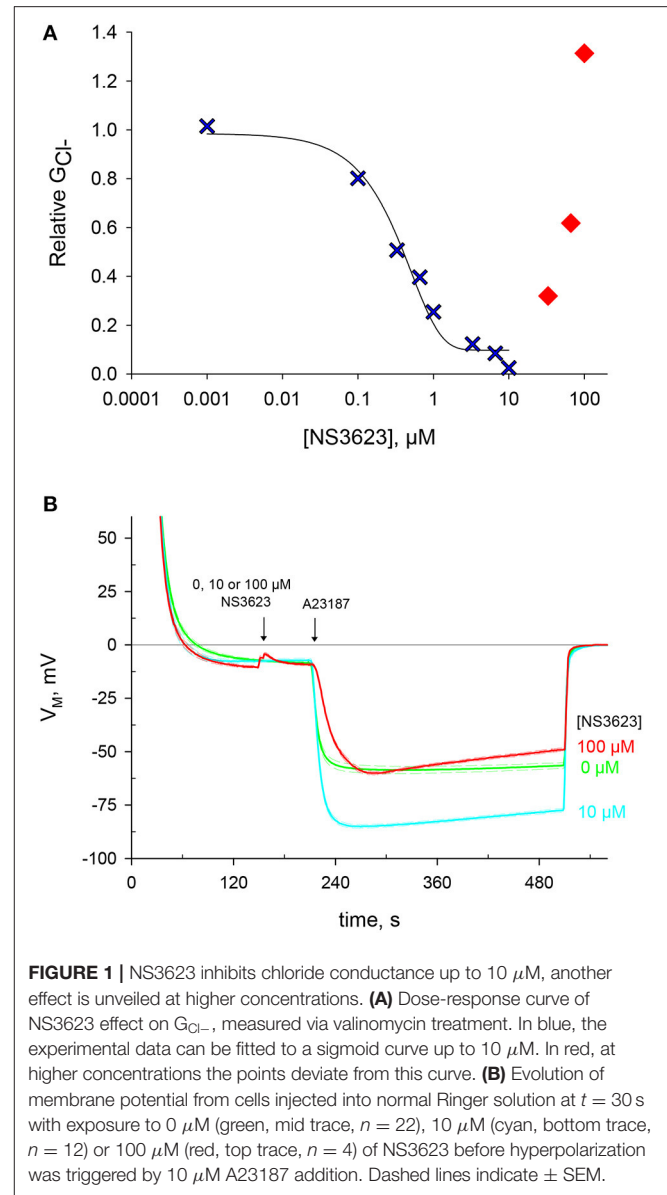 A
1.4
1.2
1.0
0.8
0.6
0.4
0.2
0.0
Relative GCl-
0.0001 0.001 0.01 0.1 1 10 100
[NS3623], µM
B
50
25
0
-25
-50
-75
-100
VM, mV
0, 10 or 100 µM
NS3623
A23187
[NS3623]
100 µM
0 µM
10 µM
0 120 240 360 480
time, s
FIGURE 1 | NS3623 inhibits chloride conductance up to 10 µM, another
effect is unveiled at higher concentrations. (A) Dose-response curve of
NS3623 effect on GCl−, measured via valinomycin treatment. In blue, the
experimental data can be fitted to a sigmoid curve up to 10 µM. In red, at
higher concentrations the points deviate from this curve. (B) Evolution of
membrane potential from cells injected into normal Ringer solution at t = 30 s
with exposure to 0 µM (green, mid trace, n = 22), 10 µM (cyan, bottom trace,
n = 12) or 100 µM (red, top trace, n = 4) of NS3623 before hyperpolarization
was triggered by 10 µM A23187 addition. Dashed lines indicate ± SEM.